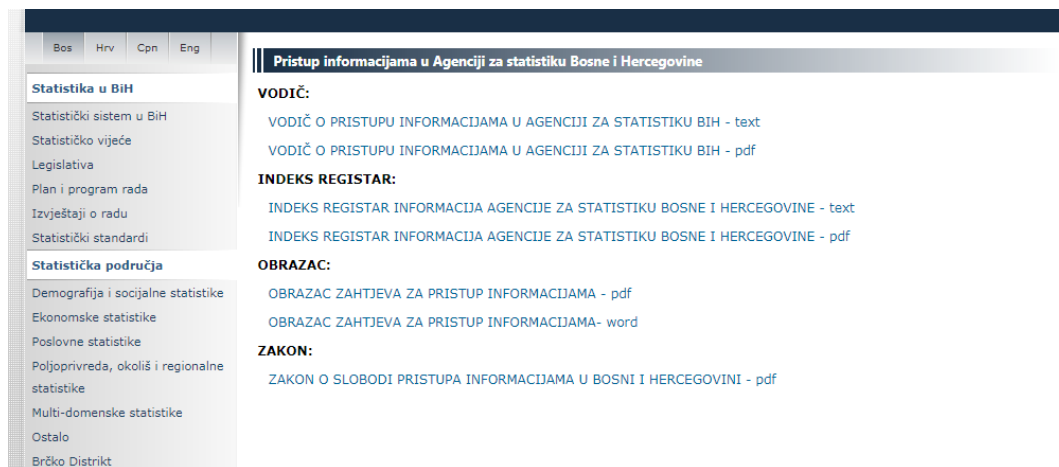 Bos Hrv Cpn Eng
Statistika u BiH
Statistički sistem u BiH
Statističko vijeće
Legislativa
Plan i program rada
Izvještaji o radu
Statistički standardi
Statistička područja
Demografija i socijalne statistike
Ekonomske statistike
Poslovne statistike
Poljoprivreda, okoliš i regionalne
statistike
Multi-domenske statistike
Ostalo
Brčko Distrikt
Pristup informacijama u Agenciji za statistiku Bosne i Hercegovine
VODIČ:
VODIČ O PRISTUPU INFORMACIJAMA U AGENCIJI ZA STATISTIKU BIH - text
VODIČ O PRISTUPU INFORMACIJAMA U AGENCIJI ZA STATISTIKU BIH - pdf
INDEKS REGISTAR:
INDEKS REGISTAR INFORMACIJA AGENCIJE ZA STATISTIKU BOSNE I HERCEGOVINE - text
INDEKS REGISTAR INFORMACIJA AGENCIJE ZA STATISTIKU BOSNE I HERCEGOVINE - pdf
OBRAZAC:
OBRAZAC ZAHTJEVA ZA PRISTUP INFORMACIJAMA - pdf
OBRAZAC ZAHTJEVA ZA PRISTUP INFORMACIJAMA- word
ZAKON:
ZAKON O SLOBODI PRISTUPA INFORMACIJAMA U BOSNI I HERCEGOVINI - pdf